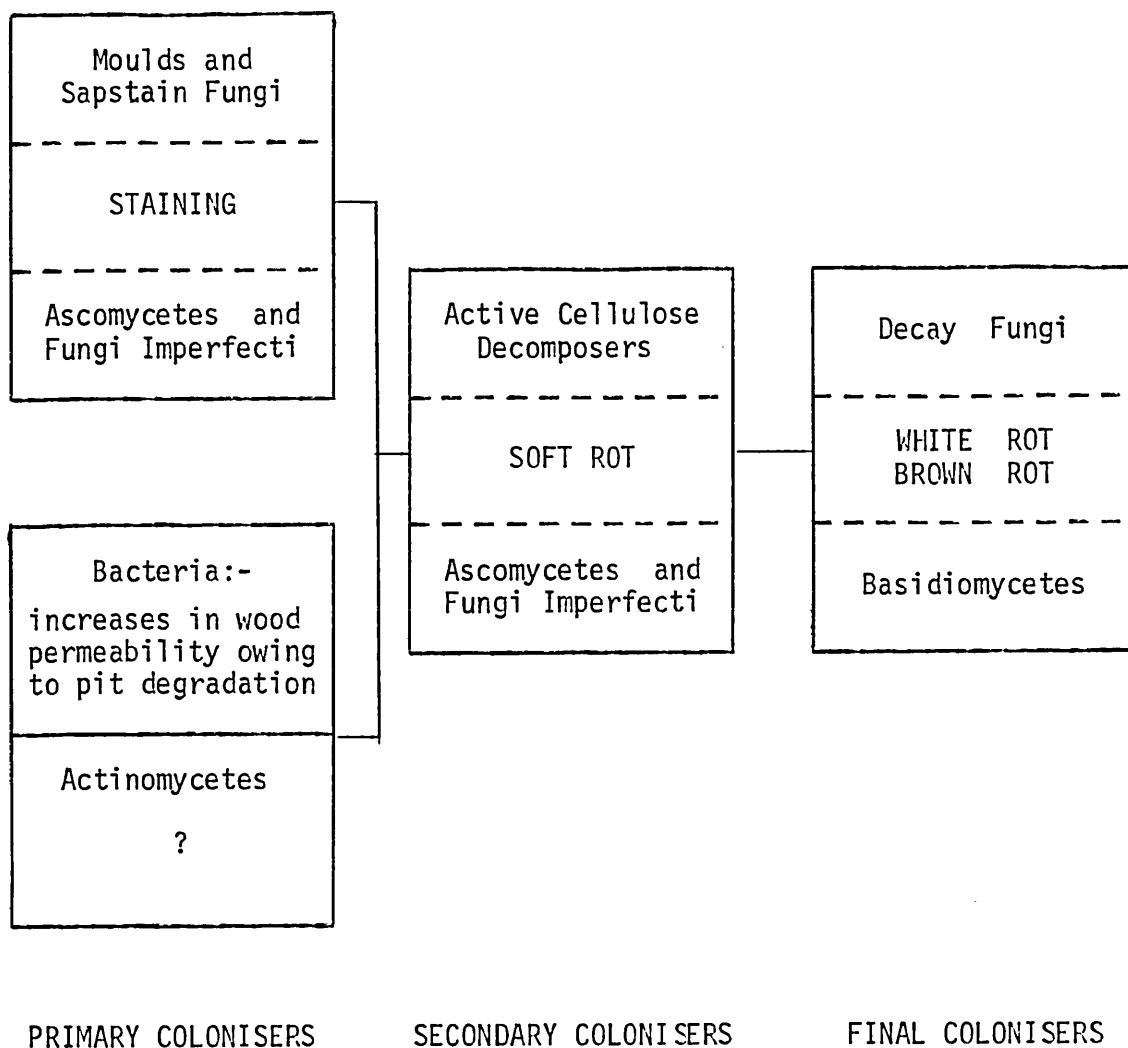 Moulds and
Sapstain Fungi
STAINING
Ascomycetes and
Fungi Imperfecti
Bacteria:-
increases in wood
permeability owing
to pit degradation
Actinomycetes
?
Active Cellulose
Decomposers
SOFT ROT
Ascomycetes and
Fungi Imperfecti
Decay Fungi
WHITE ROT
BROWN ROT
Basidiomycetes
PRIMARY COLONISERS
SECONDARY COLONISERS
FINAL COLONISERS